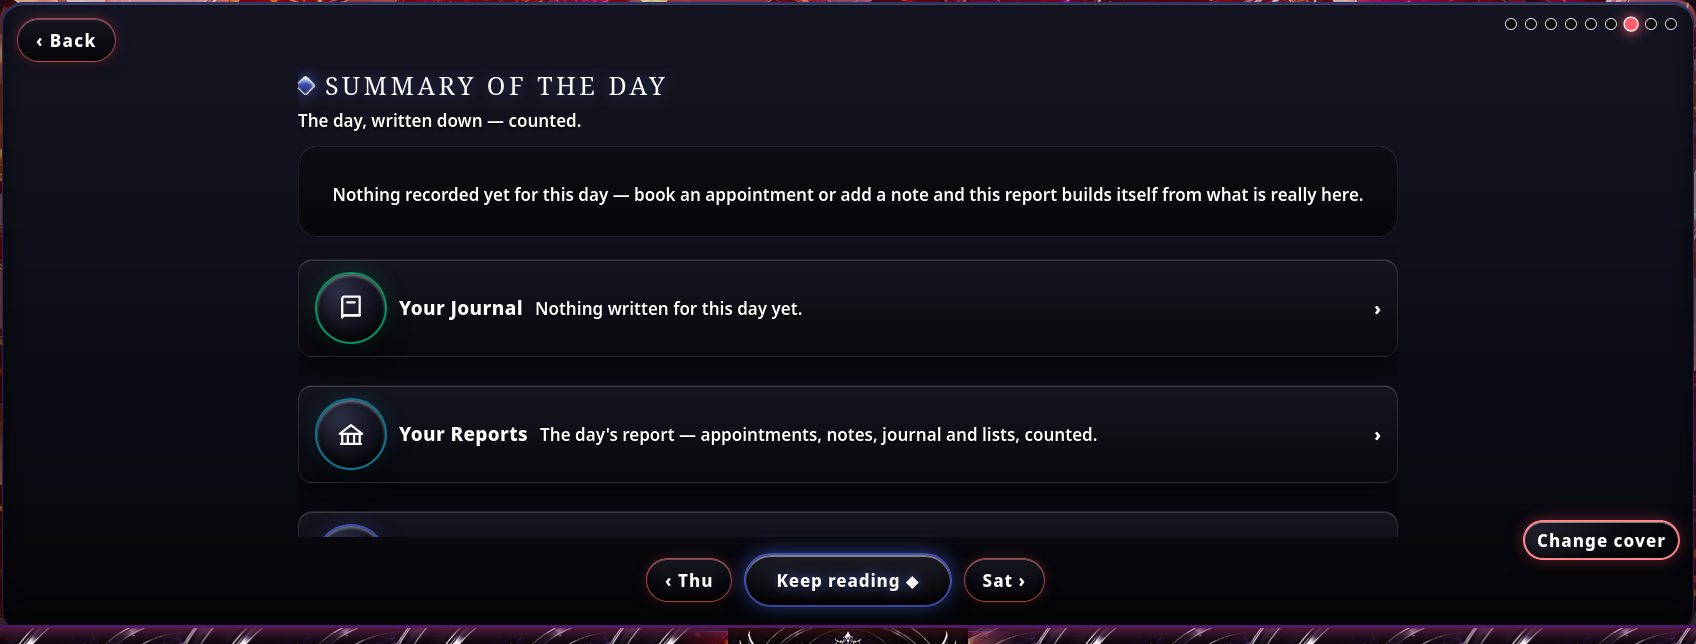 ‹ Back
SUMMARY OF THE DAY
The day, written down — counted.
Nothing recorded yet for this day — book an appointment or add a note and this report builds itself from what is really here.
Your Journal Nothing written for this day yet.
›
Your Reports The day's report — appointments, notes, journal and lists, counted.
›
Change cover
‹ Thu
Keep reading ◆
Sat ›